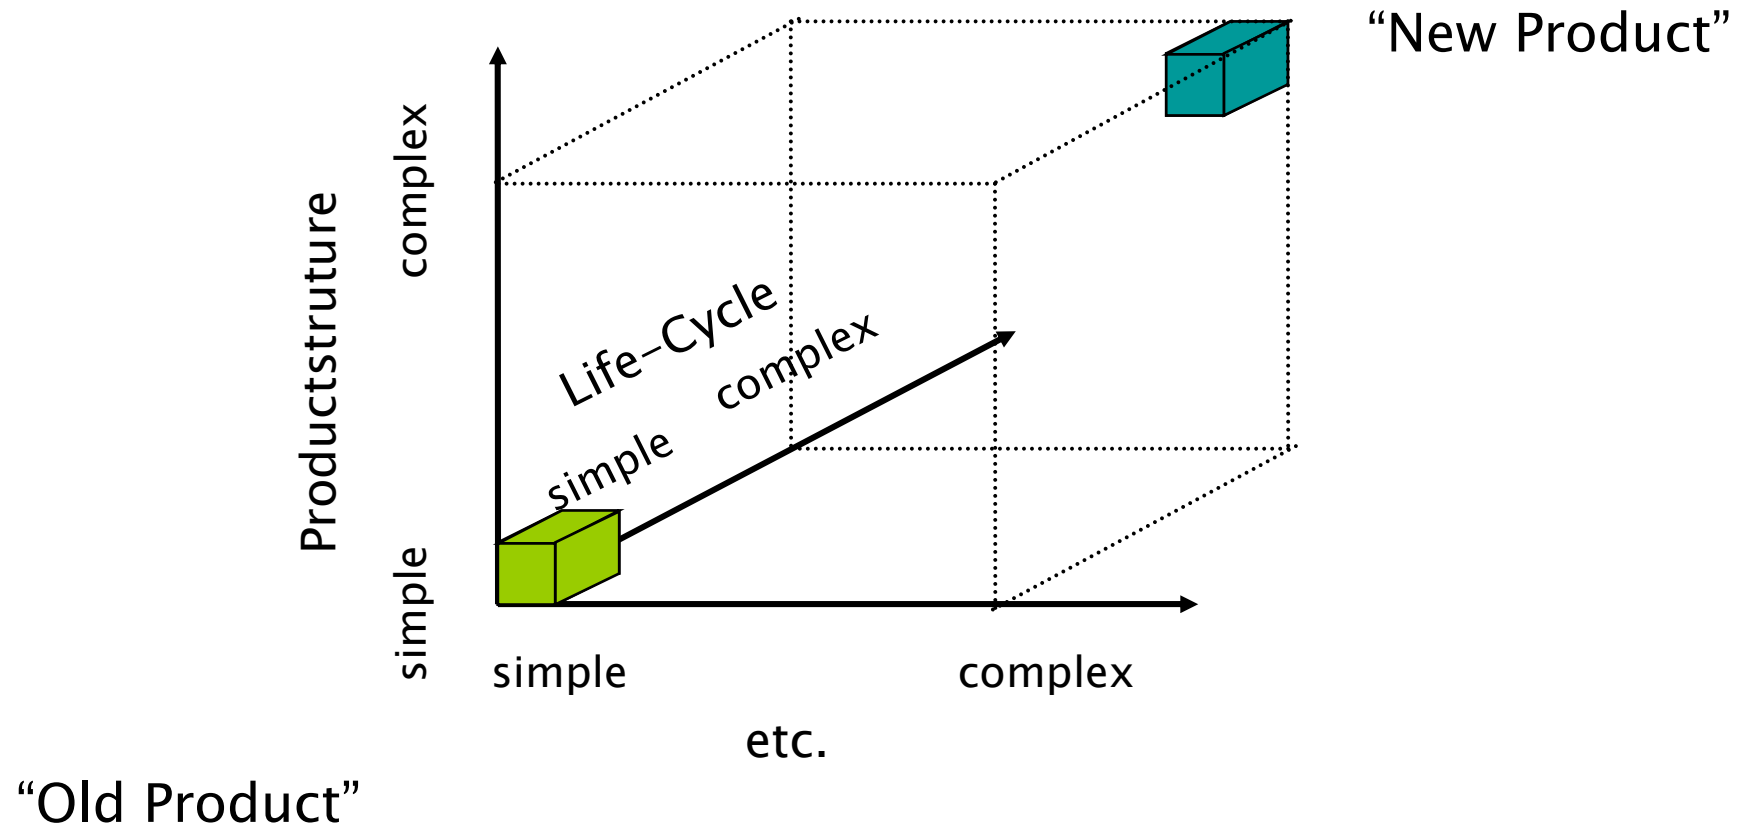 “New Product”
complex
Productstruture
Life-Cycle
complex
simple
simple
simple
complex
etc.
“Old Product”